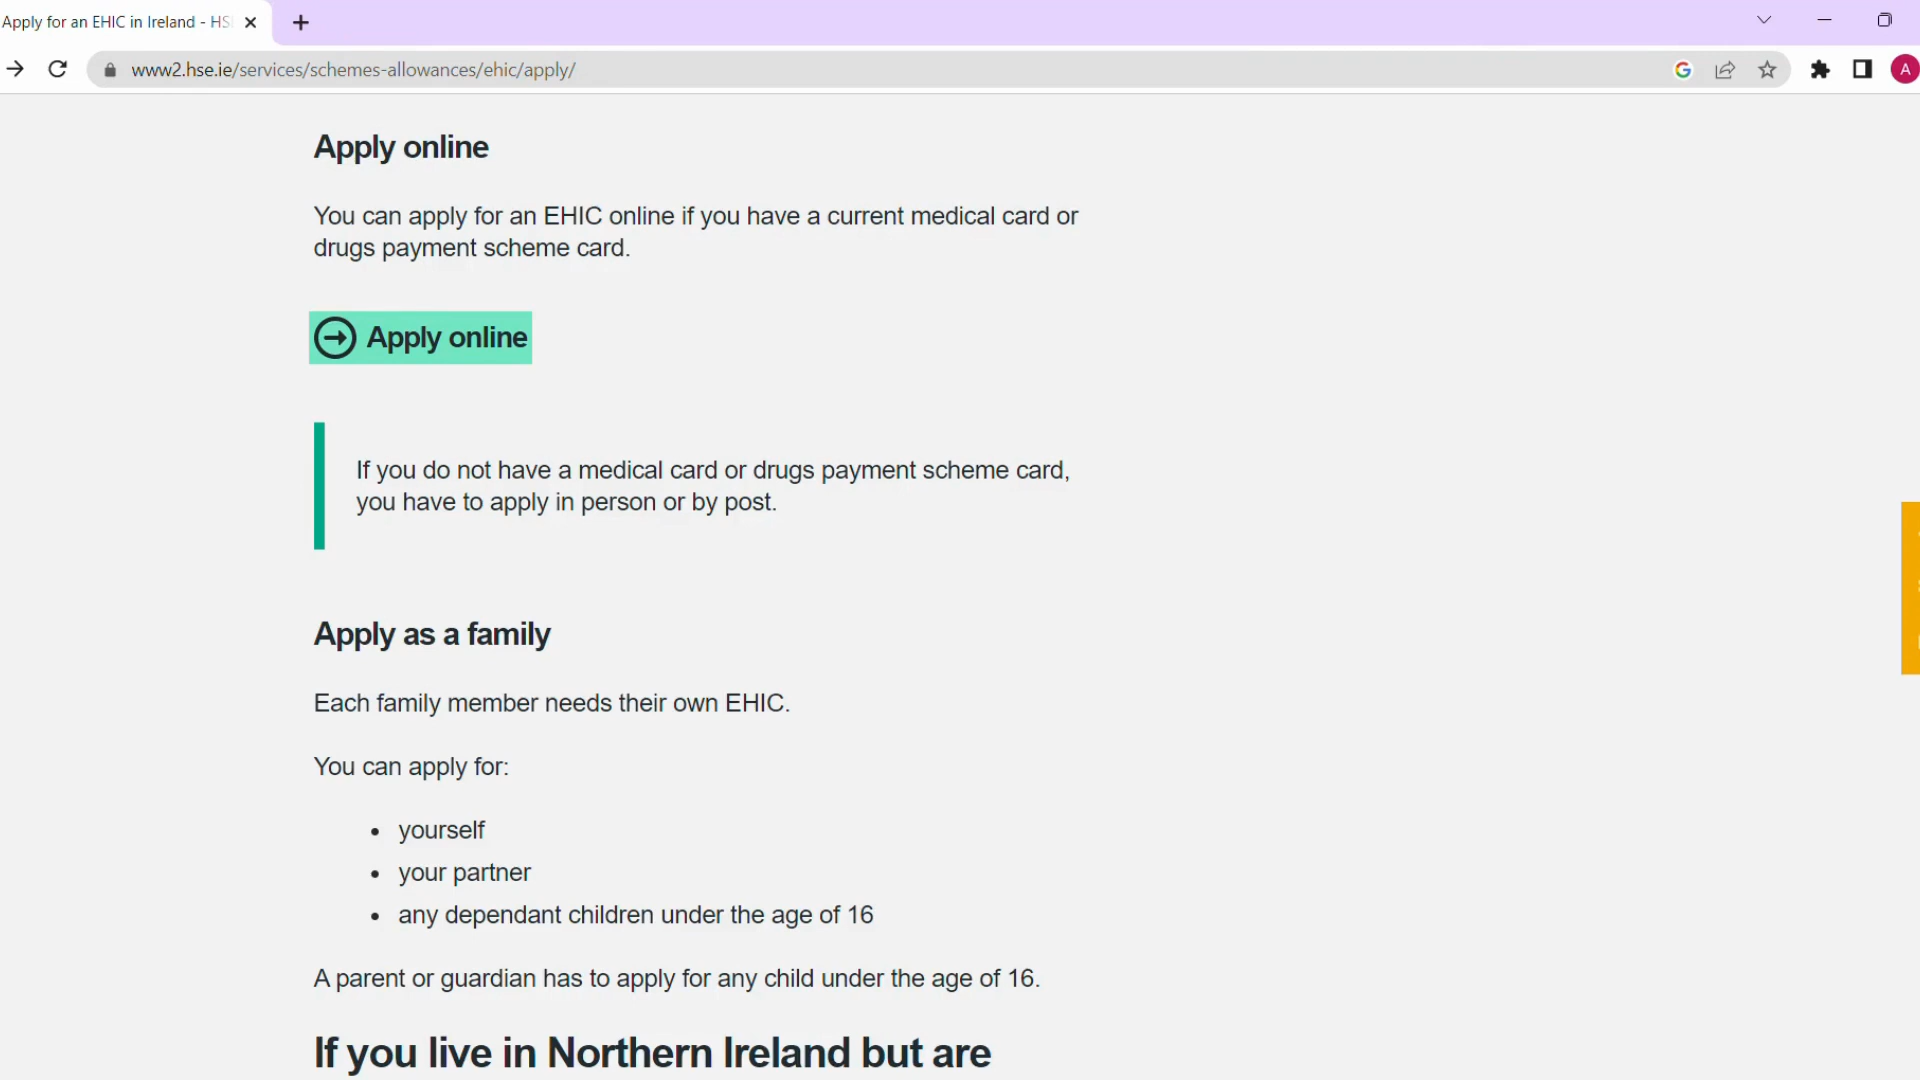 Apply for an EHIC in Ireland - HS
www2.hse.ie/services/schemes-allowances/ehic/apply/
A
Apply online
You can apply for an EHIC online if you have a current medical card or
drugs payment scheme card.
Apply online
If you do not have a medical card or drugs payment scheme card,
you have to apply in person or by post.
Apply as a family
Each family member needs their own EHIC.
You can apply for:
• yourself
• your partner
• any dependant children under the age of 16
A parent or guardian has to apply for any child under the age of 16.
If you live in Northern Ireland but are